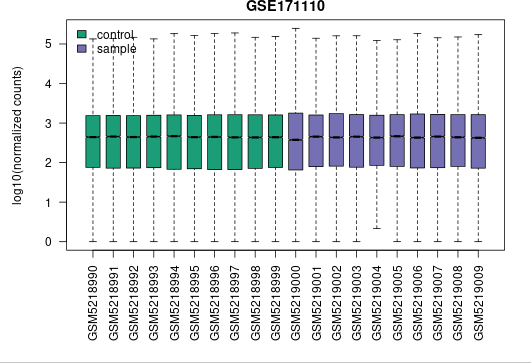 GSE171110
control
sample
log10(normalized counts)
5
4
3
2
1
0
GSM5218990
GSM5218991
GSM5218992
GSM5218993
GSM5218994
GSM5218995
GSM5218996
GSM5218997
GSM5218998
GSM5218999
GSM5219000
GSM5219001
GSM5219002
GSM5219003
GSM5219004
GSM5219005
GSM5219006
GSM5219007
GSM5219008
GSM5219009